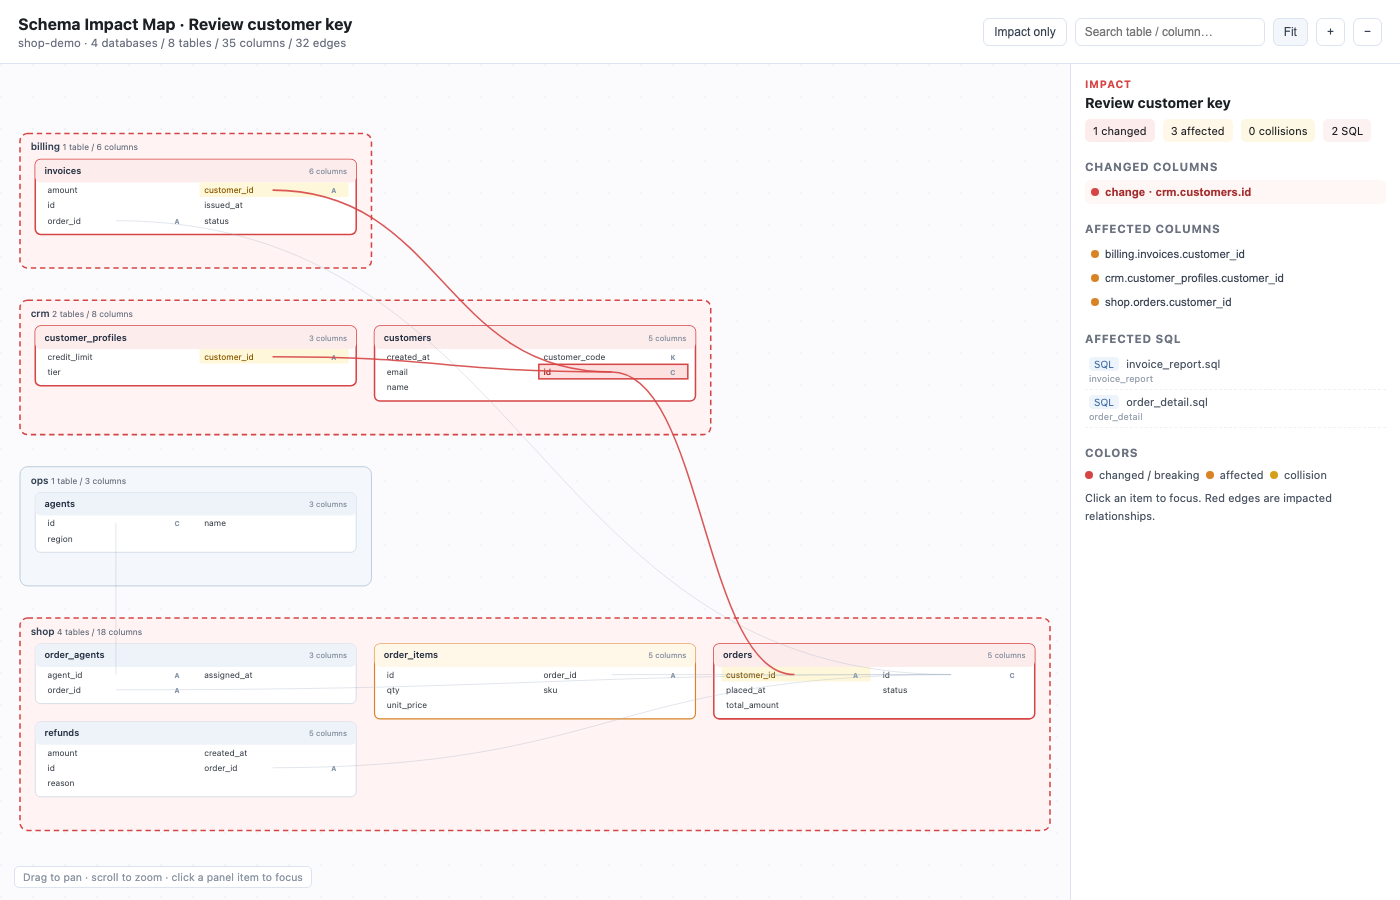 Schema Impact Map · Review customer key
shop-demo · 4 databases / 8 tables / 35 columns / 32 edges
Impact only
Search table / column...
Fit
+
−
billing 1 table / 6 columns
invoices 6 columns
amount customer_id A
id issued_at
order_id A status
crm 2 tables / 8 columns
customer_profiles 3 columns
credit_limit customer_id A
tier
customers 5 columns
created_at customer_code K
email id C
name
ops 1 table / 3 columns
agents 3 columns
id C name
region
shop 4 tables / 18 columns
order_agents 3 columns
agent_id A assigned_at
order_id A
order_items 5 columns
id order_id A
qty sku
unit_price
orders 5 columns
customer_id A id C
placed_at status
total_amount
refunds 5 columns
amount created_at
id order_id A
reason
Drag to pan · scroll to zoom · click a panel item to focus
IMPACT
Review customer key
1 changed 3 affected 0 collisions 2 SQL
CHANGED COLUMNS
change · crm.customers.id
AFFECTED COLUMNS
billing.invoices.customer_id
crm.customer_profiles.customer_id
shop.orders.customer_id
AFFECTED SQL
SQL invoice_report.sql
invoice_report
SQL order_detail.sql
order_detail
COLORS
changed / breaking affected collision
Click an item to focus. Red edges are impacted
relationships.